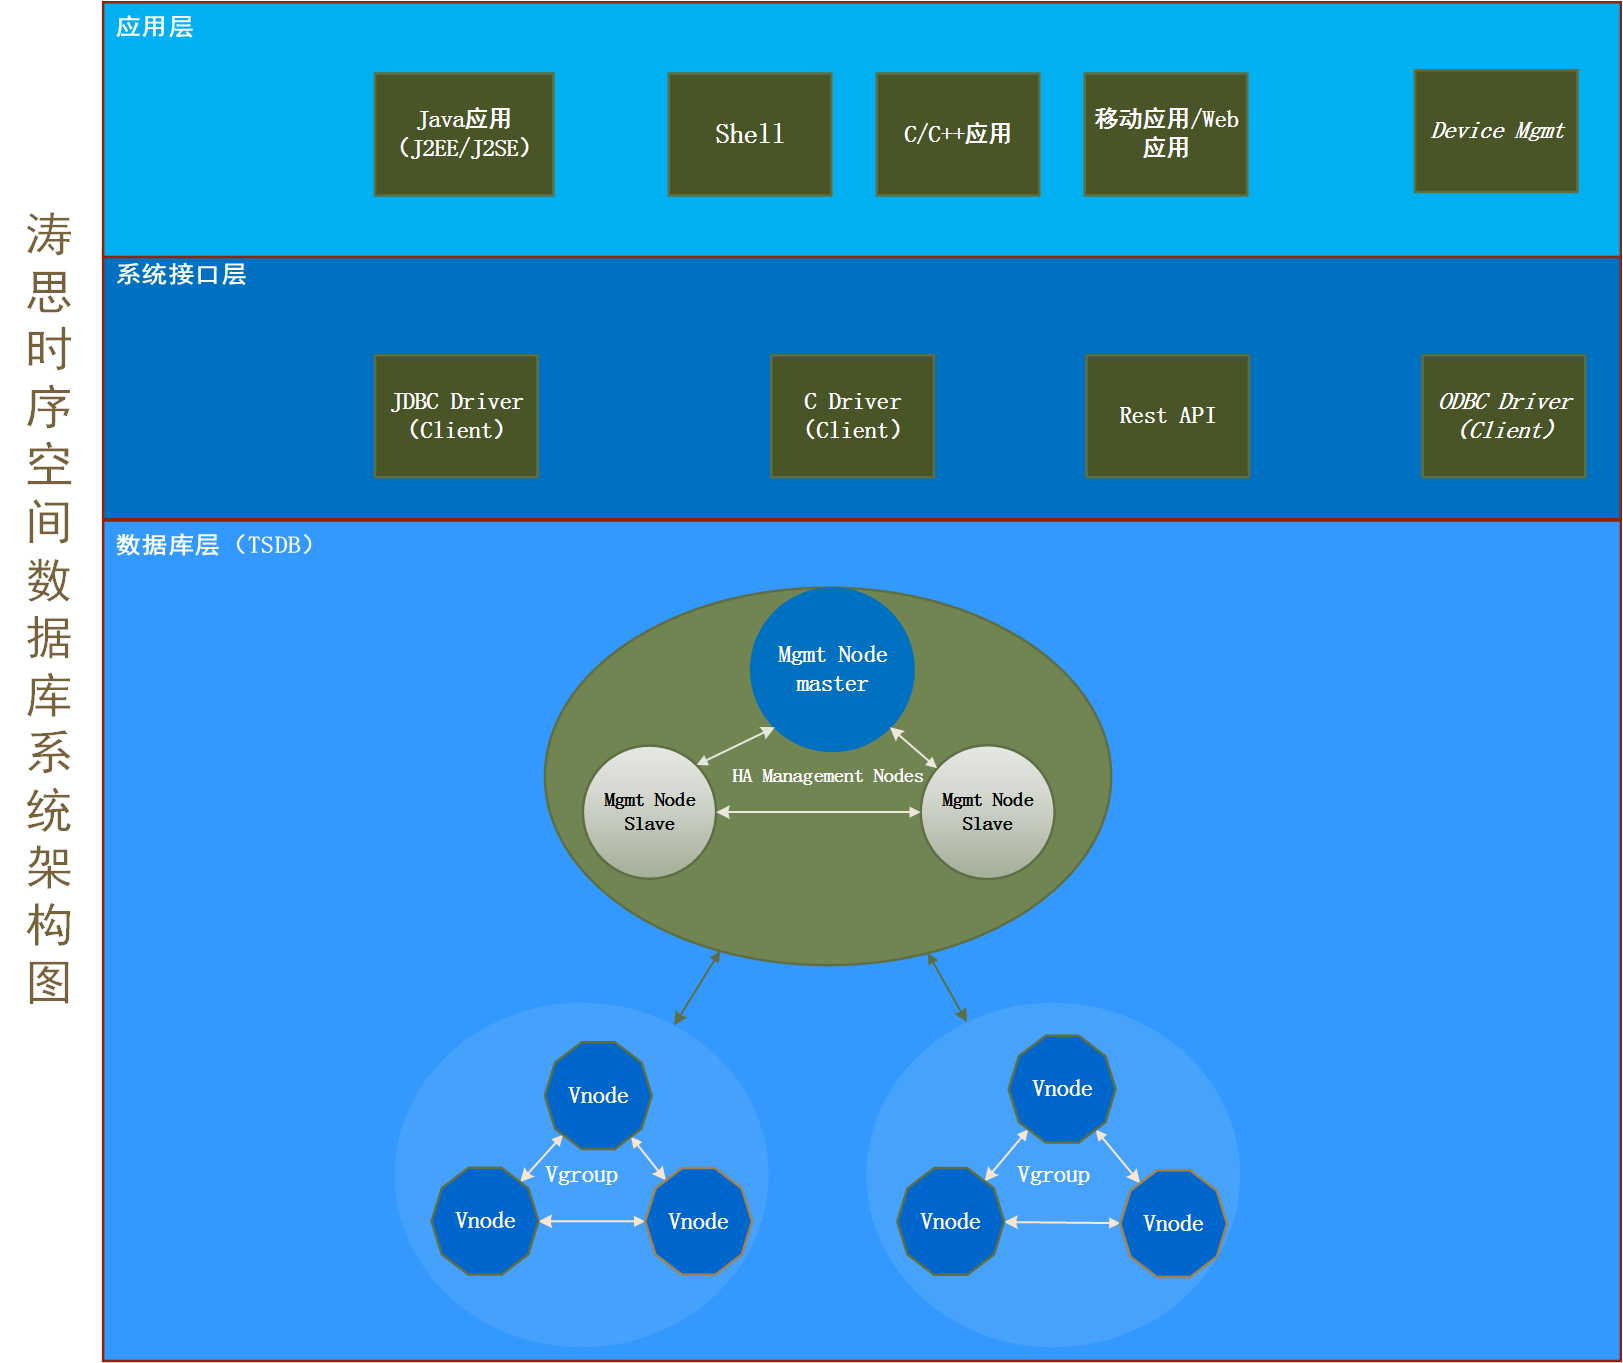 涛思时序空间数据库系统架构图
应用层
Java应用
（J2EE/J2SE）
Shell
C/C++应用
移动应用/Web
应用
Device Mgmt
系统接口层
JDBC Driver
（Client）
C Driver
（Client）
Rest API
ODBC Driver
（Client）
数据库层（TSDB）
Mgmt Node
master
HA Management Nodes
Mgmt Node
Slave
Mgmt Node
Slave
Vnode
Vgroup
Vnode
Vnode
Vnode
Vgroup
Vnode
Vnode